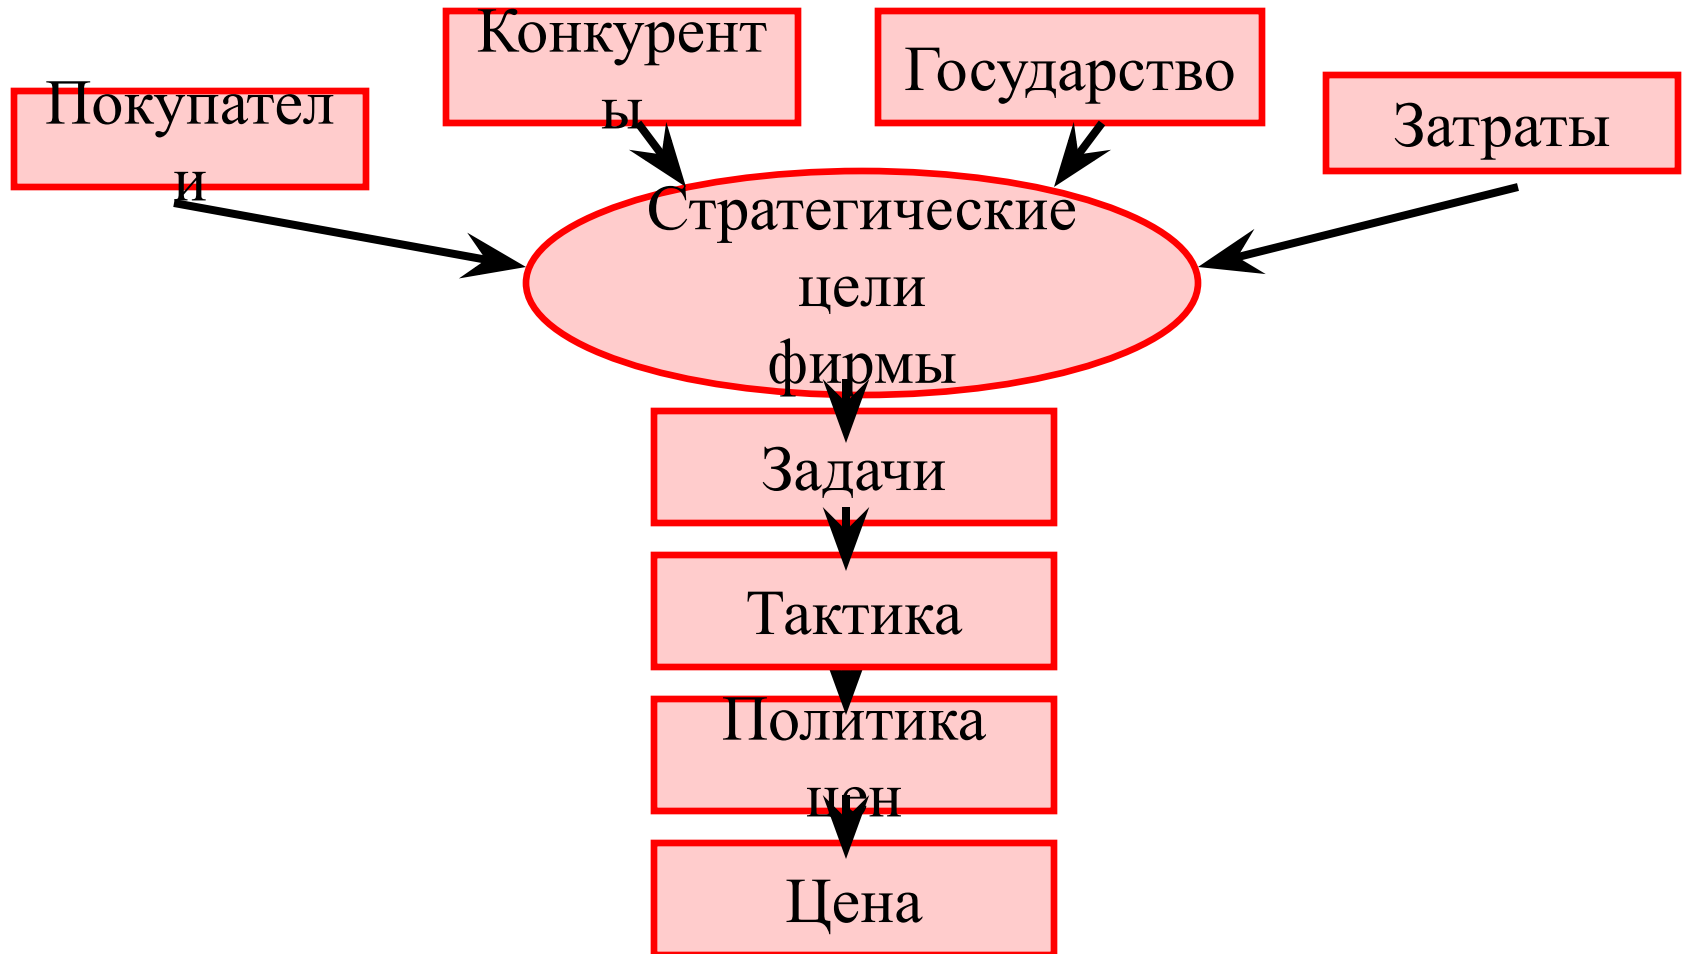 Покупател
и
Конкурент
ы
Государство
Затраты
Стратегические
цели
фирмы
Задачи
Тактика
Политика
цен
Цена